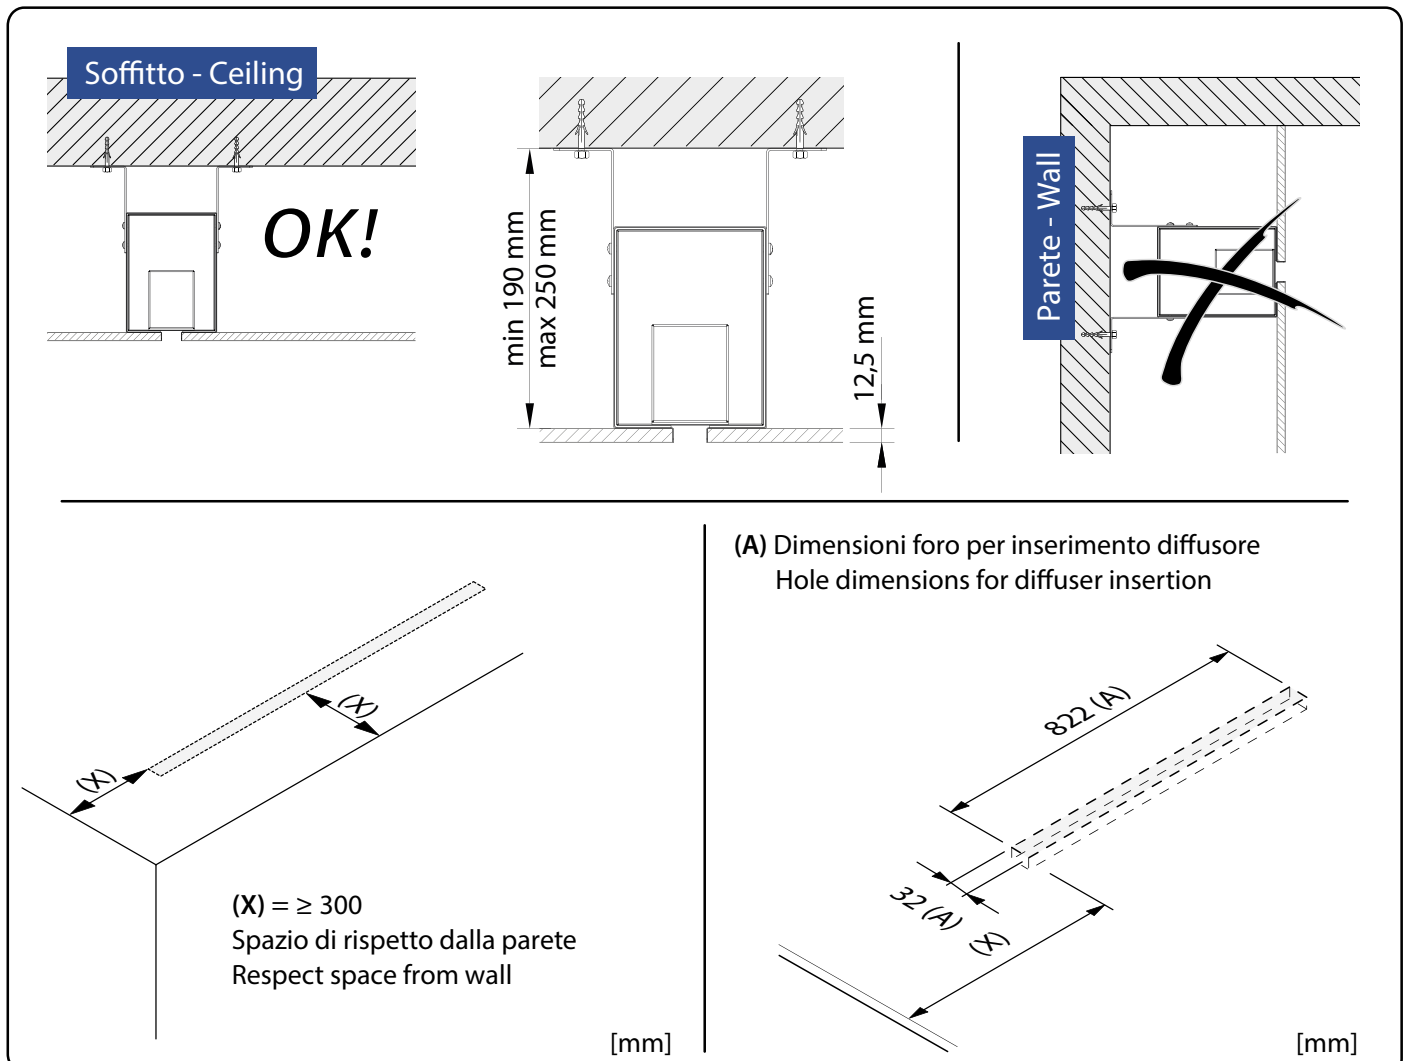 Soffitto - Ceiling
OK!
min 190 mm
max 250 mm
12,5 mm
Parete - Wall
(X)
(X)
(X) = ≥ 300
Spazio di rispetto dalla parete
Respect space from wall
[mm]
(A) Dimensioni foro per inserimento diffusore
Hole dimensions for diffuser insertion
822 (A)
32 (A)
(X)
[mm]